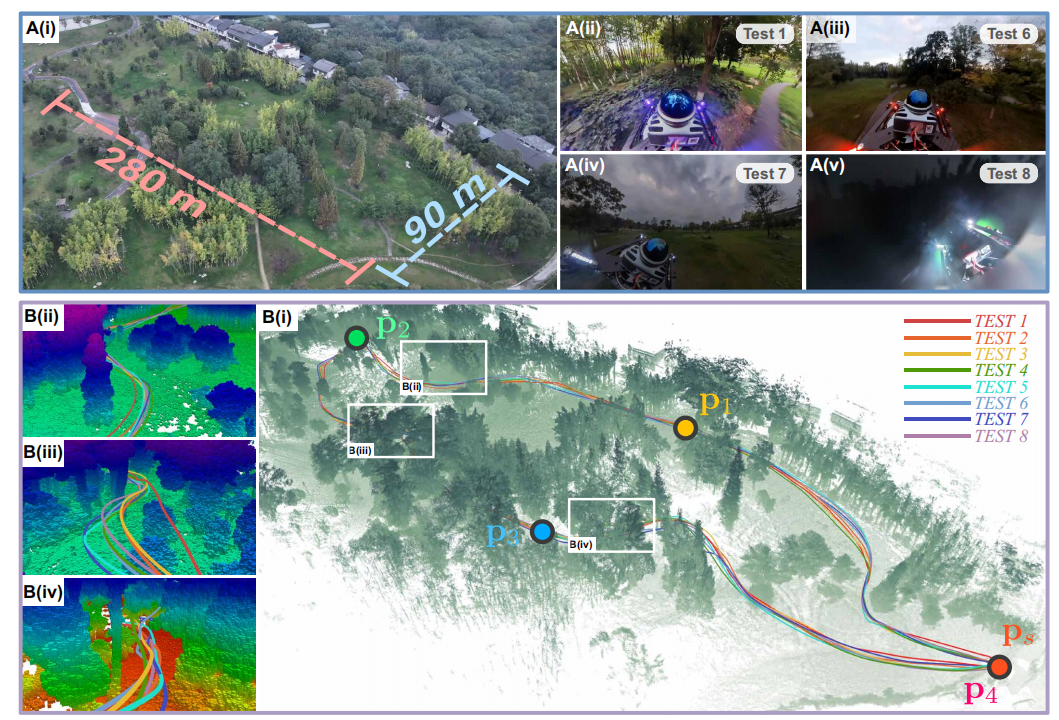 A(i)
280 m
90 m
A(ii)
Test 1
A(iii)
Test 6
A(iv)
Test 7
A(v)
Test 8
B(ii)
B(iii)
B(iv)
B(i)
p2
B(ii)
B(iii)
p1
p3
B(iv)
ps
p4
TEST 1
TEST 2
TEST 3
TEST 4
TEST 5
TEST 6
TEST 7
TEST 8